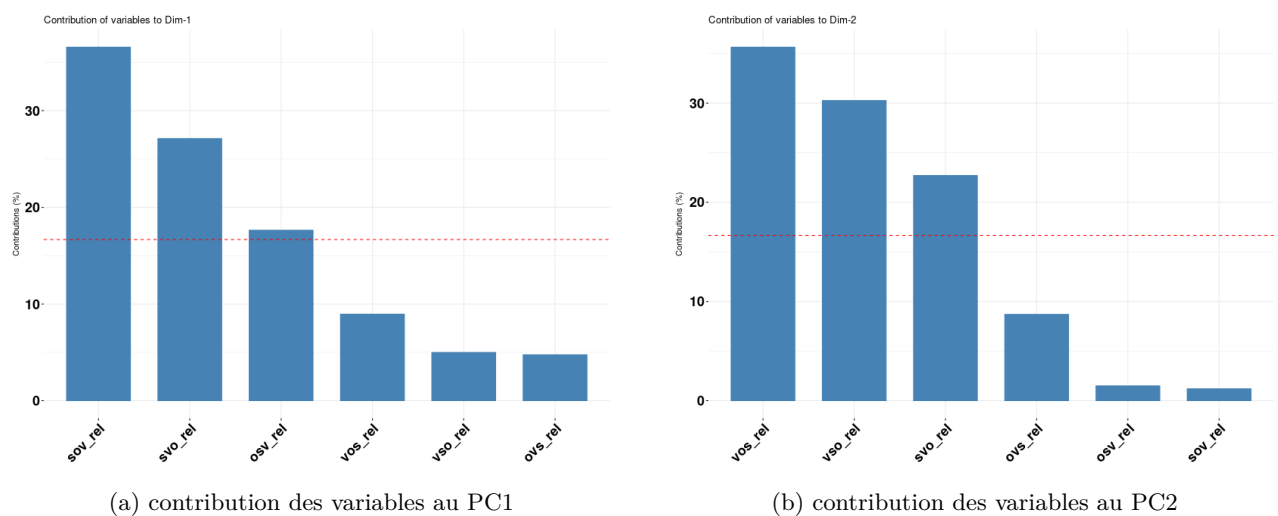 Contribution of variables to Dim-1
Contributions (%)
30
20
10
0
sov_rel
svo_rel
osv_rel
vos_rel
vso_rel
ovs_rel
(a) contribution des variables au PC1
Contribution of variables to Dim-2
Contributions (%)
30
20
10
0
vos_rel
vso_rel
svo_rel
ovs_rel
osv_rel
sov_rel
(b) contribution des variables au PC2